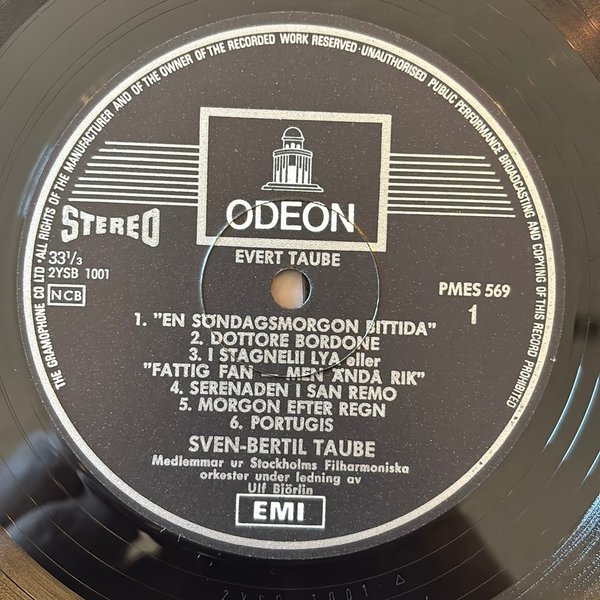 THE GRAMOPHONE CO LTD · ALL RIGHTS OF THE MANUFACTURER AND OF THE OWNER OF THE RECORDED WORK RESERVED · UNAUTHORISED PUBLIC PERFORMANCE BROADCASTING AND COPYING OF THIS RECORD PROHIBITED
ODEON
STEREO
EVERT TAUBE
33 1/3
2YSB 1001
NCB
PMES 569
1
1. "EN SÖNDAGSMORGON BITTIDA"
2. DOTTORE BORDONE
3. I STAGNELII LYA eller
"FATTIG FAN ... MEN ÄNDÅ RIK"
4. SERENADEN I SAN REMO
5. MORGON EFTER REGN
6. PORTUGIS
SVEN-BERTIL TAUBE
Medlemmar ur Stockholms Filharmoniska
orkester under ledning av
Ulf Björlin
EMI
2YSB 1001 △